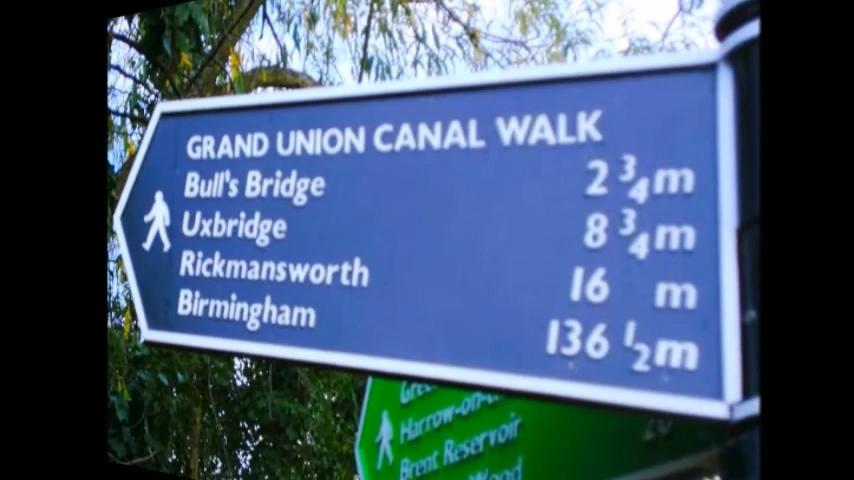 GRAND UNION CANAL WALK
Bull's Bridge 2 3/4 m
Uxbridge 8 3/4 m
Rickmansworth 16 m
Birmingham 136 1/2 m
Harrow-on-
Brent Reservoir
Wood